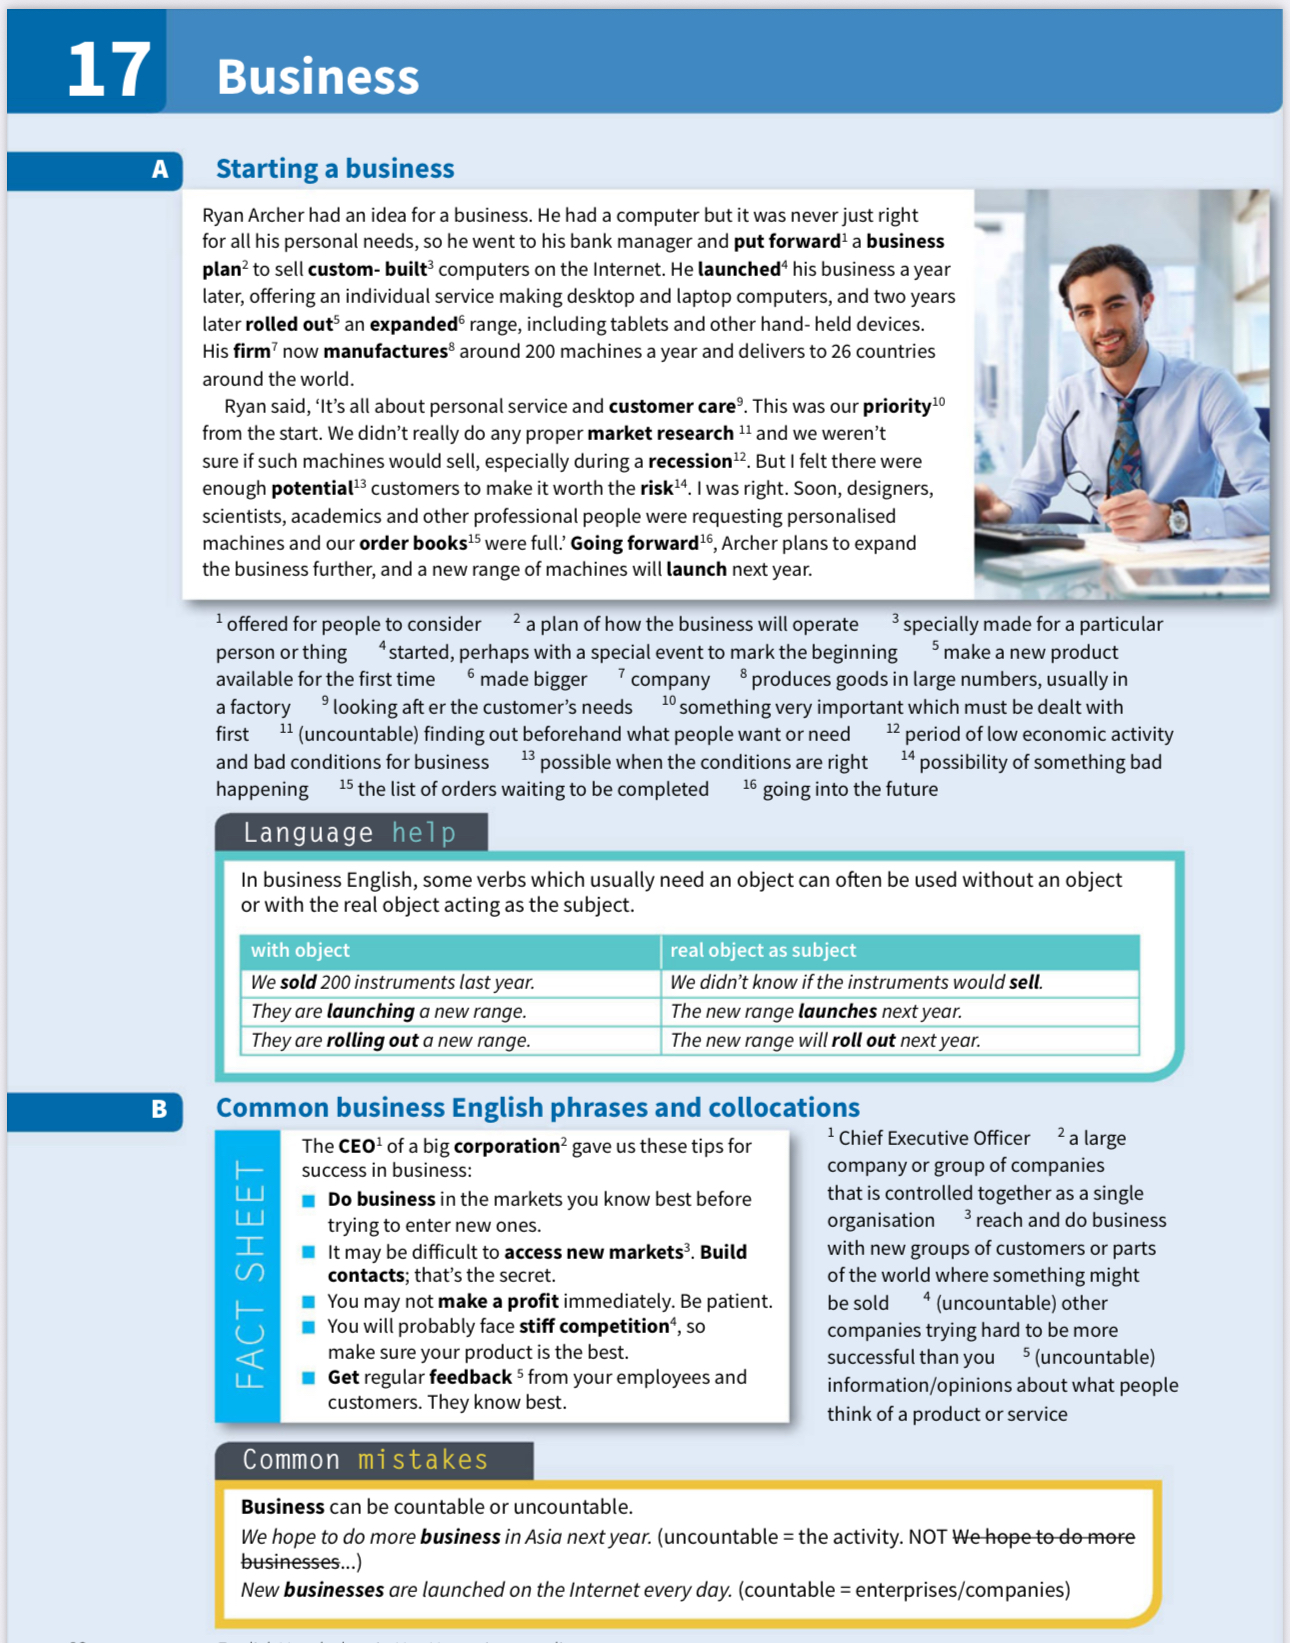 17
Business
A
Starting a business
Ryan Archer had an idea for a business. He had a computer but it was never just right
for all his personal needs, so he went to his bank manager and put forward¹ a business
plan² to sell custom- built³ computers on the Internet. He launched⁴ his business a year
later, offering an individual service making desktop and laptop computers, and two years
later rolled out⁵ an expanded⁶ range, including tablets and other hand- held devices.
His firm⁷ now manufactures⁸ around 200 machines a year and delivers to 26 countries
around the world.
Ryan said, ‘It’s all about personal service and customer care⁹. This was our priority¹⁰
from the start. We didn’t really do any proper market research ¹¹ and we weren’t
sure if such machines would sell, especially during a recession¹². But I felt there were
enough potential¹³ customers to make it worth the risk¹⁴. I was right. Soon, designers,
scientists, academics and other professional people were requesting personalised
machines and our order books¹⁵ were full.’ Going forward¹⁶, Archer plans to expand
the business further, and a new range of machines will launch next year.
¹ offered for people to consider ² a plan of how the business will operate ³ specially made for a particular
person or thing ⁴ started, perhaps with a special event to mark the beginning ⁵ make a new product
available for the first time ⁶ made bigger ⁷ company ⁸ produces goods in large numbers, usually in
a factory ⁹ looking aft er the customer’s needs ¹⁰ something very important which must be dealt with
first ¹¹ (uncountable) finding out beforehand what people want or need ¹² period of low economic activity
and bad conditions for business ¹³ possible when the conditions are right ¹⁴ possibility of something bad
happening ¹⁵ the list of orders waiting to be completed ¹⁶ going into the future
Language help
In business English, some verbs which usually need an object can often be used without an object
or with the real object acting as the subject.
with object real object as subject
We sold 200 instruments last year. We didn’t know if the instruments would sell.
They are launching a new range. The new range launches next year.
They are rolling out a new range. The new range will roll out next year.
B
Common business English phrases and collocations
FACT SHEET
The CEO¹ of a big corporation² gave us these tips for
success in business:
■ Do business in the markets you know best before
trying to enter new ones.
■ It may be difficult to access new markets³. Build
contacts; that’s the secret.
■ You may not make a profit immediately. Be patient.
■ You will probably face stiff competition⁴, so
make sure your product is the best.
■ Get regular feedback ⁵ from your employees and
customers. They know best.
¹ Chief Executive Officer ² a large
company or group of companies
that is controlled together as a single
organisation ³ reach and do business
with new groups of customers or parts
of the world where something might
be sold ⁴ (uncountable) other
companies trying hard to be more
successful than you ⁵ (uncountable)
information/opinions about what people
think of a product or service
Common mistakes
Business can be countable or uncountable.
We hope to do more business in Asia next year. (uncountable = the activity. NOT We hope to do more
businesses...)
New businesses are launched on the Internet every day. (countable = enterprises/companies)